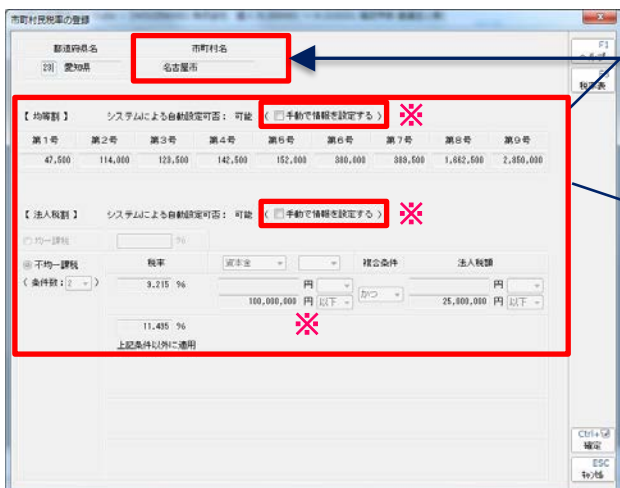 市町村民税率の登録
都道府県名 市町村名
23 愛知県 名古屋市
F1
ヘルプ
税率表
【 均等割 】 システムによる自動設定可否： 可能 （ □手動で情報を設定する ） ※
第1号 第2号 第3号 第4号 第5号 第6号 第7号 第8号 第9号
47,500 114,000 123,500 142,500 152,000 380,000 389,500 1,662,500 2,850,000
【 法人税割 】 システムによる自動設定可否： 可能 （ □手動で情報を設定する ） ※
均一課税 %
不均一課税 税率 資本金 複合条件 法人税額
（ 条件数： 2 ） 9.215 % 円 かつ 円
100,000,000 円 以下 25,000,000 円 以下
11.495 % ※
上記条件以外に適用
Ctrl+
確定
ESC
ｷｬﾝｾﾙ